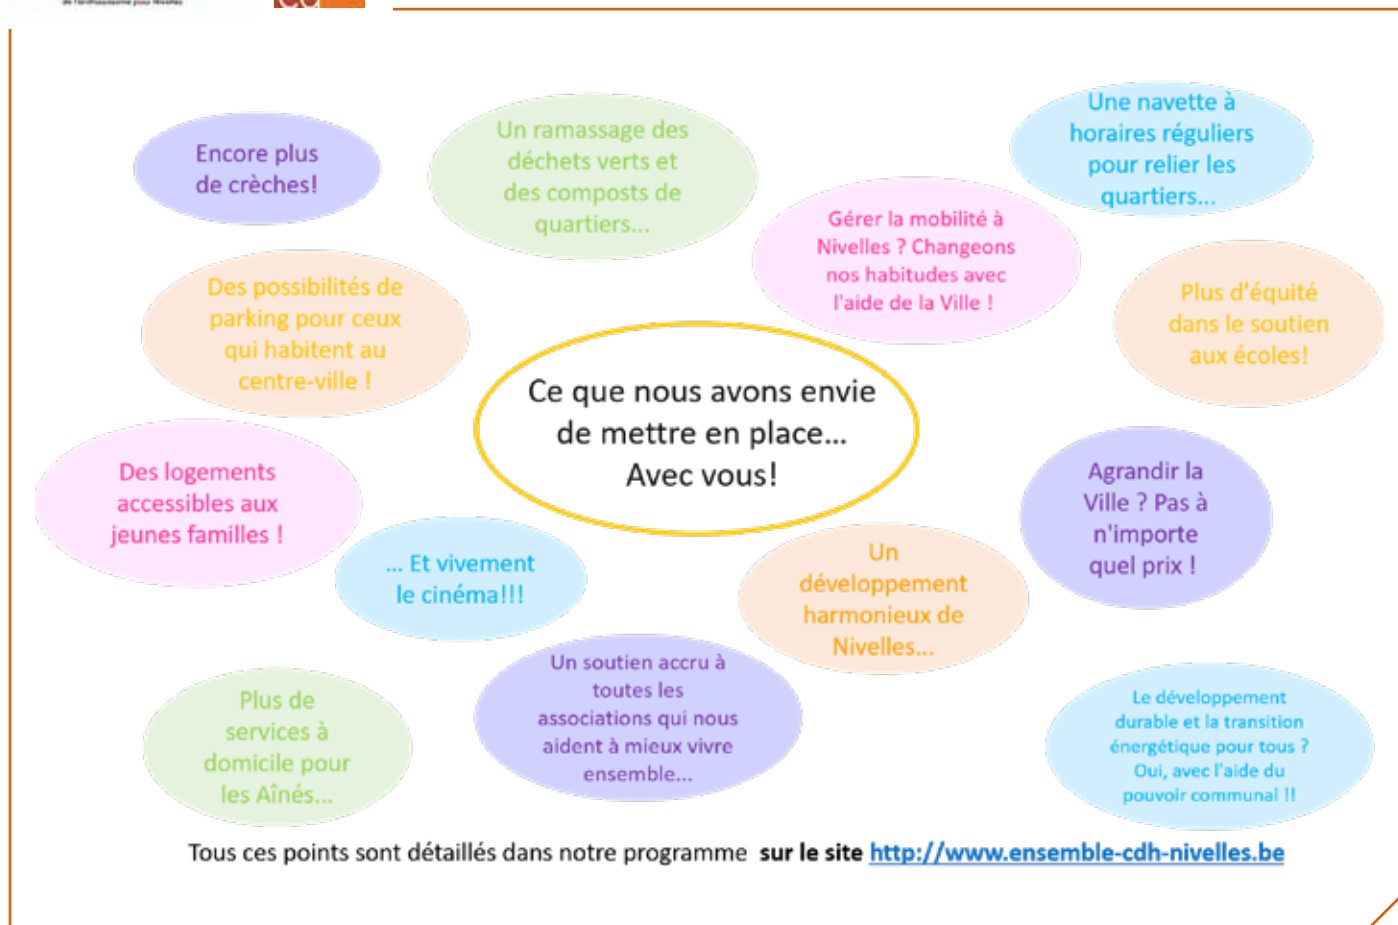 de l'enthousiasme pour Nivelles
Encore plus
de crèches!
Un ramassage des
déchets verts et
des composts de
quartiers...
Une navette à
horaires réguliers
pour relier les
quartiers...
Gérer la mobilité à
Nivelles ? Changeons
nos habitudes avec
l'aide de la Ville !
Des possibilités de
parking pour ceux
qui habitent au
centre-ville !
Plus d'équité
dans le soutien
aux écoles!
Ce que nous avons envie
de mettre en place...
Avec vous!
Des logements
accessibles aux
jeunes familles !
Agrandir la
Ville ? Pas à
n'importe
quel prix !
... Et vivement
le cinéma!!!
Un
développement
harmonieux de
Nivelles...
Plus de
services à
domicile pour
les Aînés...
Un soutien accru à
toutes les
associations qui nous
aident à mieux vivre
ensemble...
Le développement
durable et la transition
énergétique pour tous ?
Oui, avec l'aide du
pouvoir communal !!
Tous ces points sont détaillés dans notre programme sur le site http://www.ensemble-cdh-nivelles.be